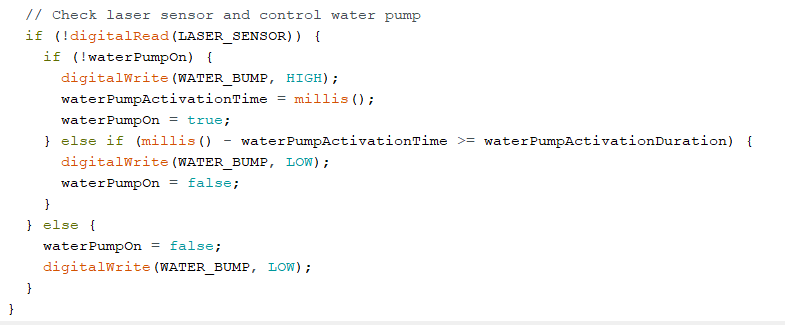 // Check laser sensor and control water pump
if (!digitalRead(LASER_SENSOR)) {
if (!waterPumpOn) {
digitalWrite(WATER_BUMP, HIGH);
waterPumpActivationTime = millis();
waterPumpOn = true;
} else if (millis() - waterPumpActivationTime >= waterPumpActivationDuration) {
digitalWrite(WATER_BUMP, LOW);
waterPumpOn = false;
}
} else {
waterPumpOn = false;
digitalWrite(WATER_BUMP, LOW);
}
}